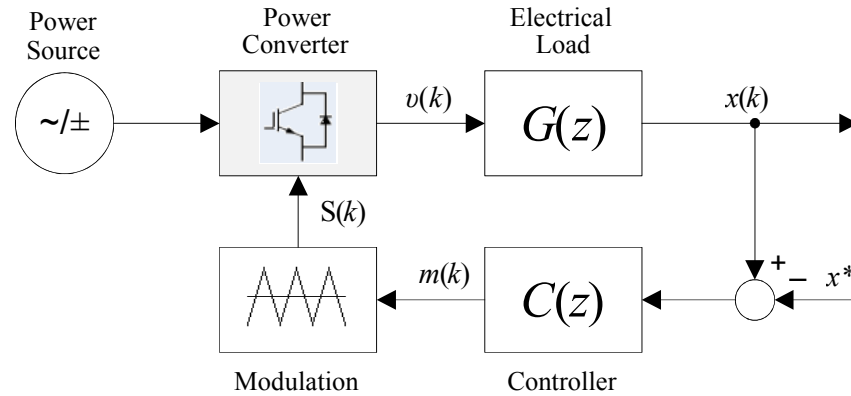 Power
Source
Power
Converter
Electrical
Load
~/±
υ(k)
G(z)
x(k)
S(k)
m(k)
C(z)
+
−
x*
Modulation
Controller